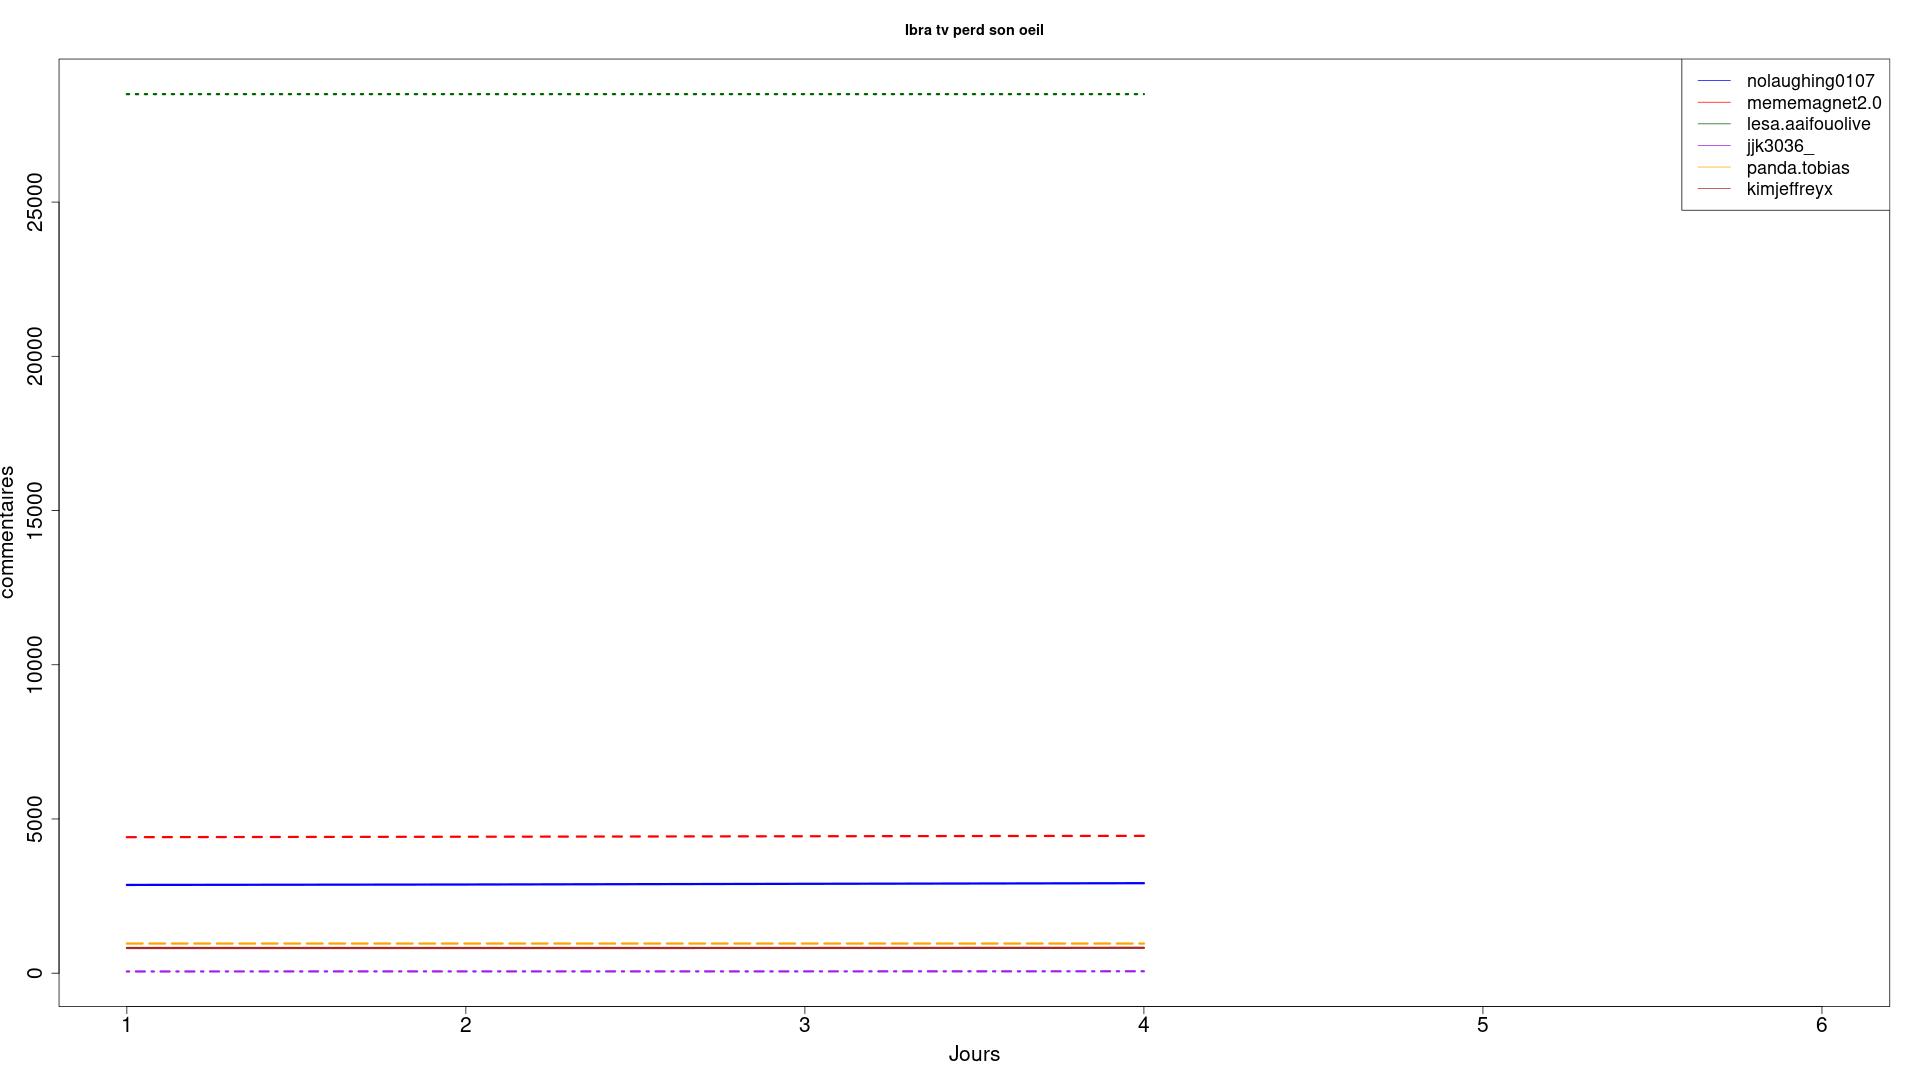 Ibra tv perd son oeil
nolaughing0107
mememagnet2.0
lesa.aaifouolive
jjk3036_
panda.tobias
kimjeffreyx
commentaires
25000
20000
15000
10000
5000
0
1 2 3 4 5 6
Jours